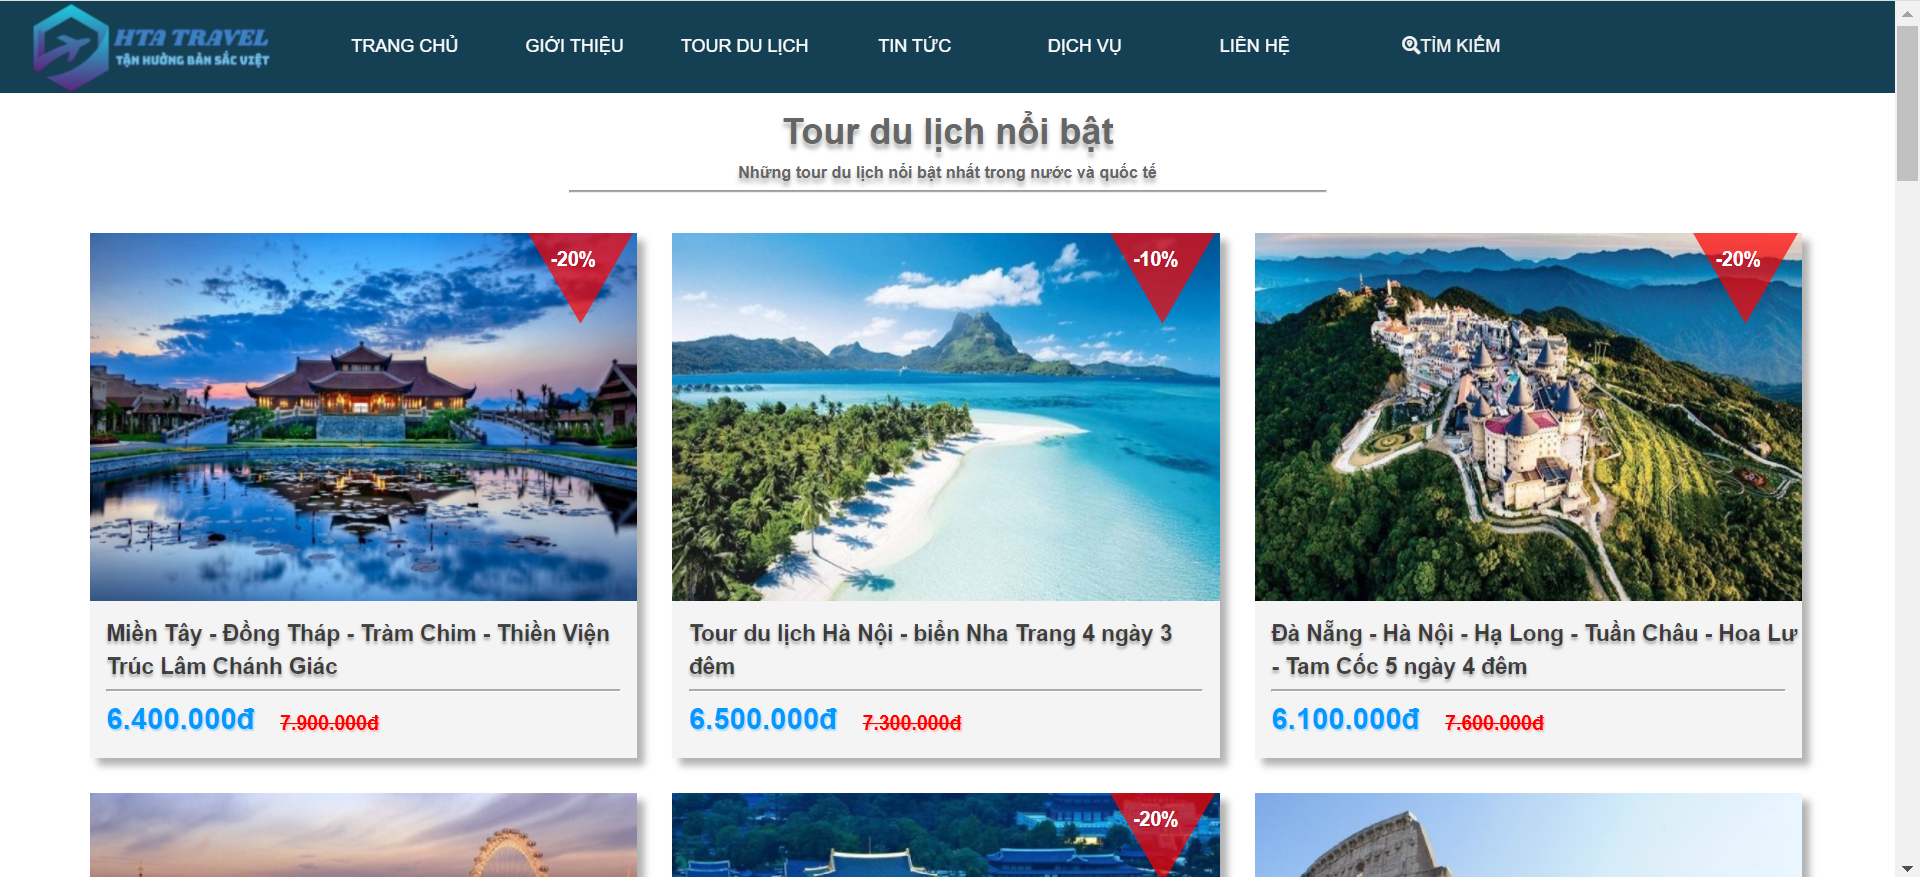 HTA TRAVEL
TẬN HƯỞNG BẢN SẮC VIỆT
TRANG CHỦ
GIỚI THIỆU
TOUR DU LỊCH
TIN TỨC
DỊCH VỤ
LIÊN HỆ
TÌM KIẾM
Tour du lịch nổi bật
Những tour du lịch nổi bật nhất trong nước và quốc tế
-20%
-10%
-20%
Miền Tây - Đồng Tháp - Tràm Chim - Thiền Viện
Trúc Lâm Chánh Giác
6.400.000đ 7.900.000đ
Tour du lịch Hà Nội - biển Nha Trang 4 ngày 3
đêm
6.500.000đ 7.300.000đ
Đà Nẵng - Hà Nội - Hạ Long - Tuần Châu - Hoa Lư
- Tam Cốc 5 ngày 4 đêm
6.100.000đ 7.600.000đ
-20%